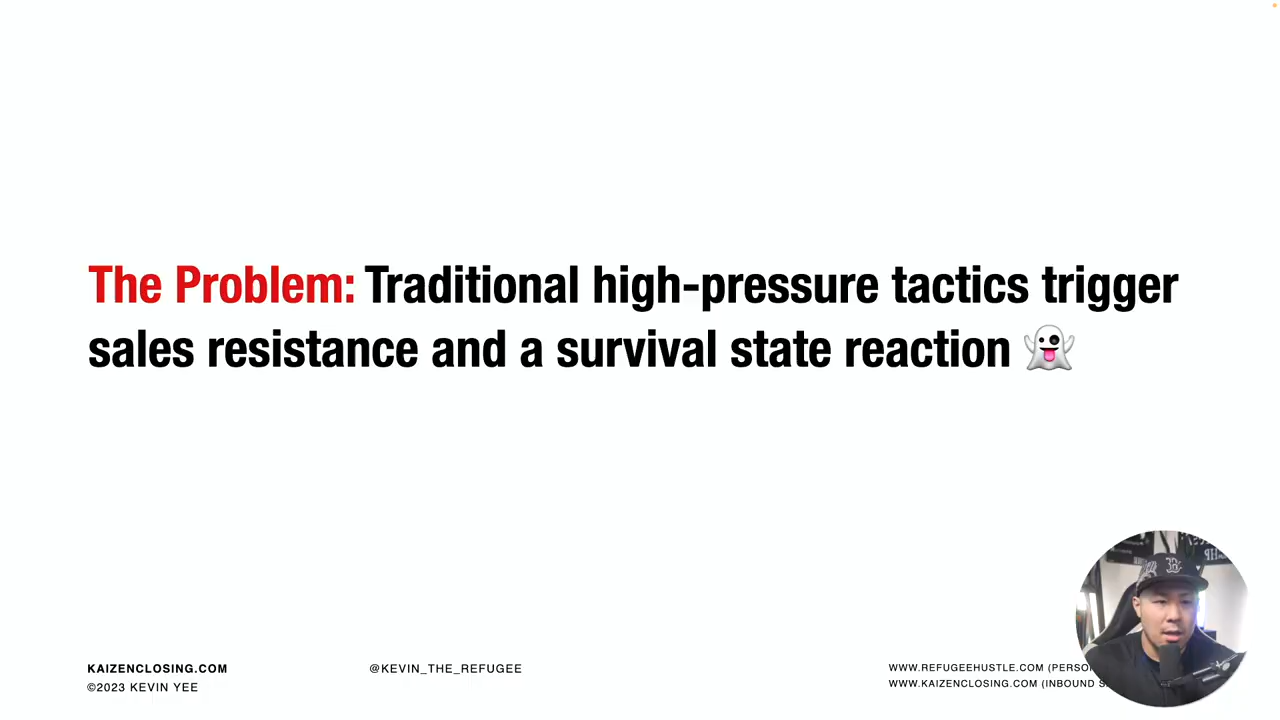 The Problem: Traditional high-pressure tactics trigger
sales resistance and a survival state reaction 👻
KAIZENCLOSING.COM
©2023 KEVIN YEE
@KEVIN_THE_REFUGEE
WWW.REFUGEEHUSTLE.COM
WWW.KAIZENCLOSING.COM (INBOUND